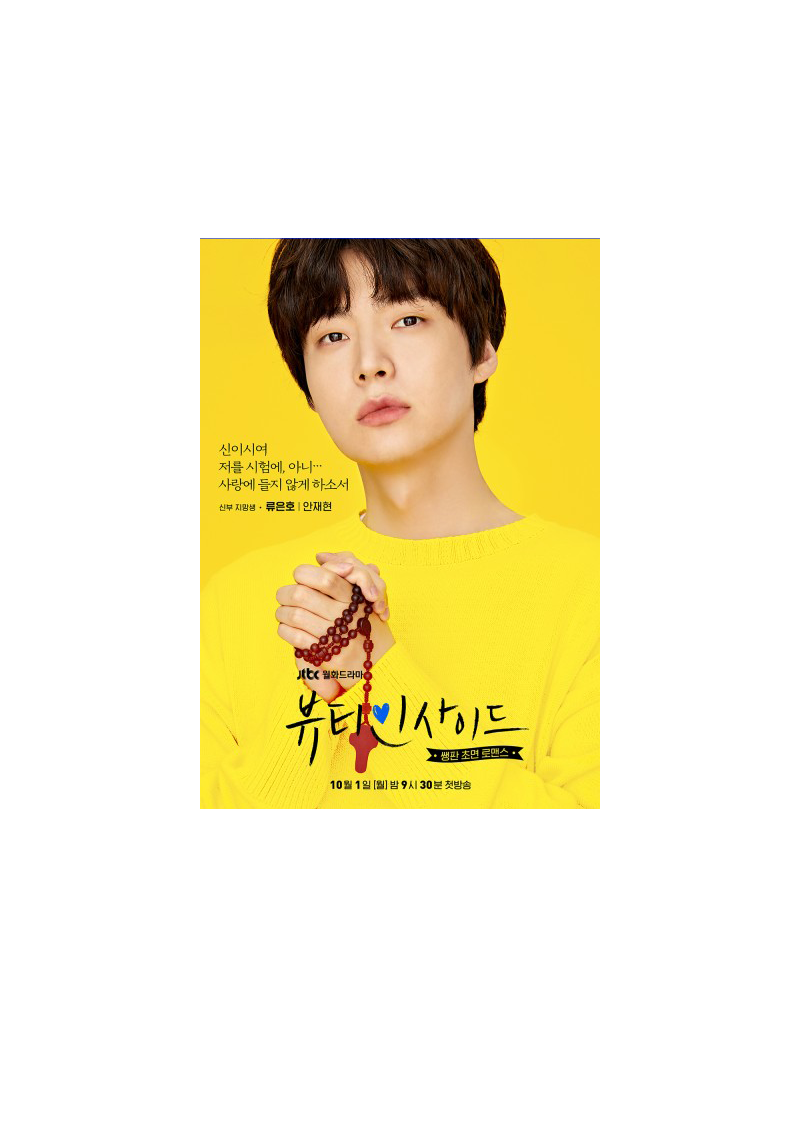 신이시여
저를 시험에, 아니…
사랑에 들지 않게 하소서
신부 지망생 · 류은호 | 안재현
jtbc 월화드라마
뷰티인사이드
· 쌩판 초면 로맨스 ·
10월 1일 [월] 밤 9시 30분 첫방송